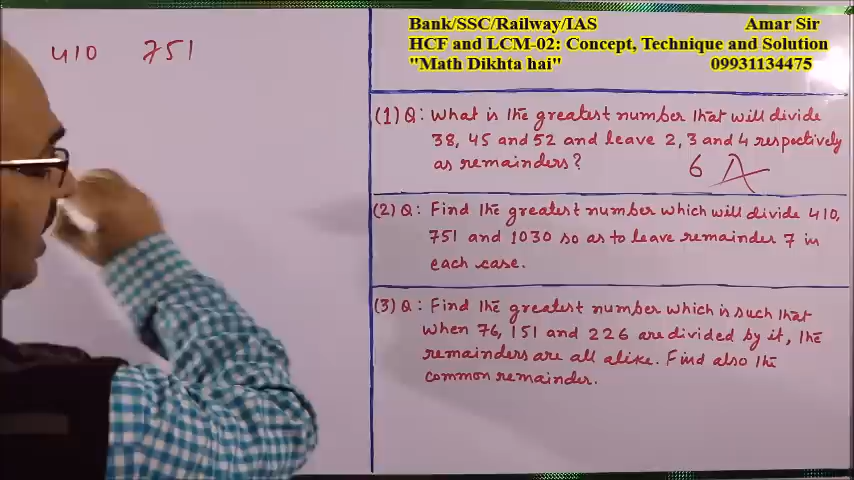 410 751
Bank/SSC/Railway/IAS Amar Sir
HCF and LCM-02: Concept, Technique and Solution
"Math Dikhta hai" 09931134475
(1) Q: What is the greatest number that will divide
38, 45 and 52 and leave 2, 3 and 4 respectively
as remainders?
6
(2) Q: Find the greatest number which will divide 410,
751 and 1030 so as to leave remainder 7 in
each case.
(3) Q: Find the greatest number which is such that
when 76, 151 and 226 are divided by it, the
remainders are all alike. Find also the
common remainder.